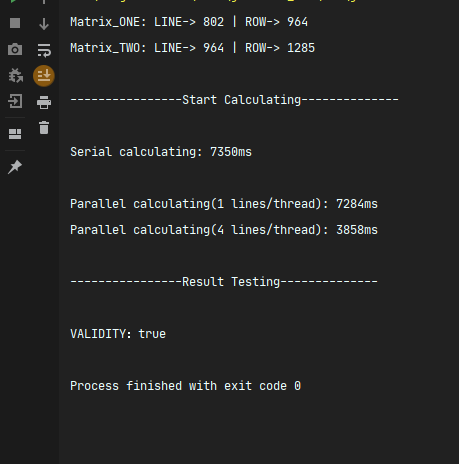 Matrix_ONE: LINE-> 802 | ROW-> 964
Matrix_TWO: LINE-> 964 | ROW-> 1285
----------------Start Calculating--------------
Serial calculating: 7350ms
Parallel calculating(1 lines/thread): 7284ms
Parallel calculating(4 lines/thread): 3858ms
----------------Result Testing--------------
VALIDITY: true
Process finished with exit code 0